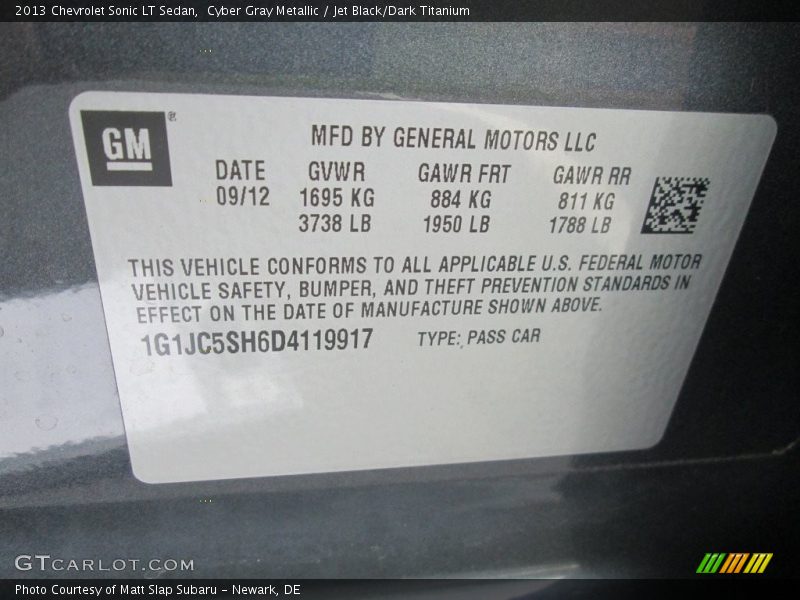 2013 Chevrolet Sonic LT Sedan,  Cyber Gray Metallic / Jet Black/Dark Titanium
GM ®
MFD BY GENERAL MOTORS LLC
DATE GVWR GAWR FRT GAWR RR
09/12 1695 KG 884 KG 811 KG
3738 LB 1950 LB 1788 LB
THIS VEHICLE CONFORMS TO ALL APPLICABLE U.S. FEDERAL MOTOR
VEHICLE SAFETY, BUMPER, AND THEFT PREVENTION STANDARDS IN
EFFECT ON THE DATE OF MANUFACTURE SHOWN ABOVE.
1G1JC5SH6D4119917 TYPE: PASS CAR
GTCARLOT.COM
Photo Courtesy of Matt Slap Subaru - Newark, DE